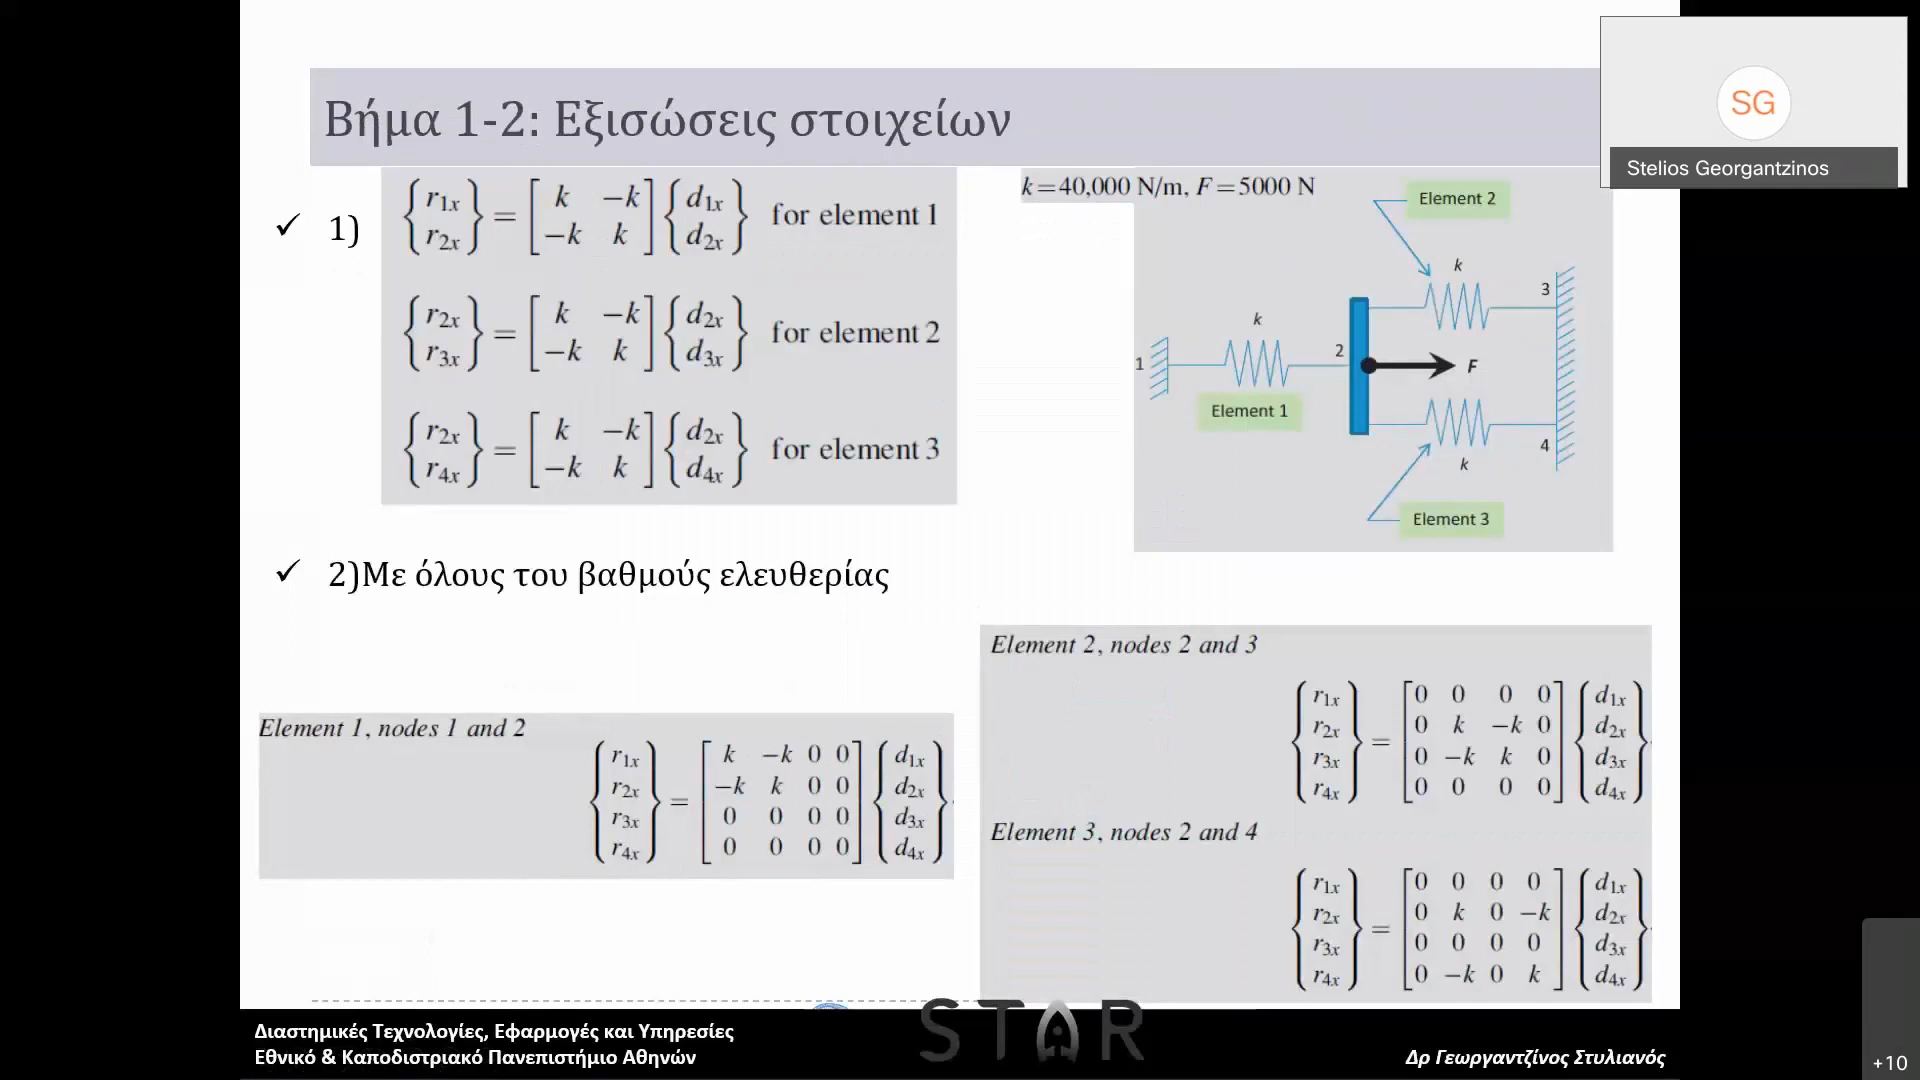 Βήμα 1-2: Εξισώσεις στοιχείων
SG
Stelios Georgantzinos
✓ 1)
{r1x r2x} = [k −k; −k k] {d1x d2x} for element 1
{r2x r3x} = [k −k; −k k] {d2x d3x} for element 2
{r2x r4x} = [k −k; −k k] {d2x d4x} for element 3
k=40,000 N/m, F=5000 N
Element 2
k
3
k
2
1
F
Element 1
4
k
Element 3
✓ 2)Με όλους του βαθμούς ελευθερίας
Element 1, nodes 1 and 2
{r1x r2x r3x r4x} = [k −k 0 0; −k k 0 0; 0 0 0 0; 0 0 0 0] {d1x d2x d3x d4x}
Element 2, nodes 2 and 3
{r1x r2x r3x r4x} = [0 0 0 0; 0 k −k 0; 0 −k k 0; 0 0 0 0] {d1x d2x d3x d4x}
Element 3, nodes 2 and 4
{r1x r2x r3x r4x} = [0 0 0 0; 0 k 0 −k; 0 0 0 0; 0 −k 0 k] {d1x d2x d3x d4x}
Διαστημικές Τεχνολογίες, Εφαρμογές και Υπηρεσίες
Εθνικό & Καποδιστριακό Πανεπιστήμιο Αθηνών
STAR
Δρ Γεωργαντζίνος Στυλιανός
+10